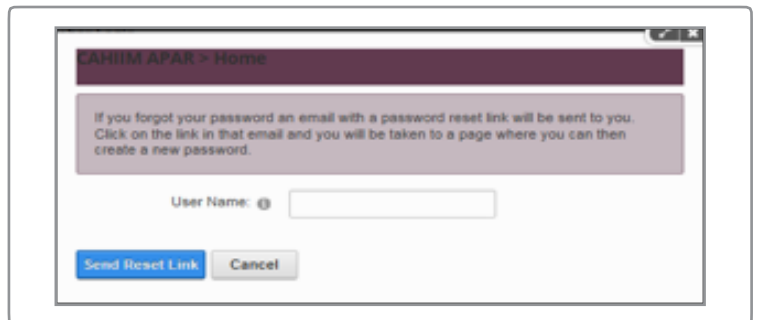 CAHIIM APAR > Home
If you forgot your password an email with a password reset link will be sent to you.
Click on the link in that email and you will be taken to a page where you can then
create a new password.
User Name:
Send Reset Link Cancel